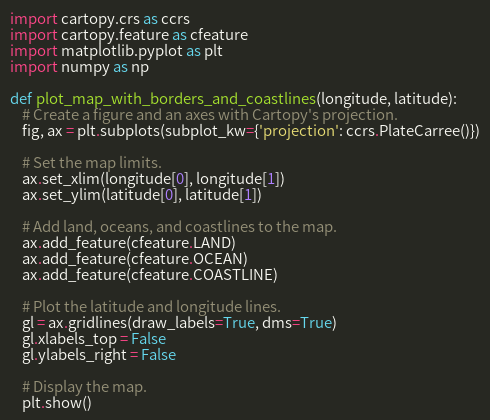 import cartopy.crs as ccrs
import cartopy.feature as cfeature
import matplotlib.pyplot as plt
import numpy as np

def plot_map_with_borders_and_coastlines(longitude, latitude):
    # Create a figure and an axes with Cartopy's projection.
    fig, ax = plt.subplots(subplot_kw={'projection': ccrs.PlateCarree()})

    # Set the map limits.
    ax.set_xlim(longitude[0], longitude[1])
    ax.set_ylim(latitude[0], latitude[1])

    # Add land, oceans, and coastlines to the map.
    ax.add_feature(cfeature.LAND)
    ax.add_feature(cfeature.OCEAN)
    ax.add_feature(cfeature.COASTLINE)

    # Plot the latitude and longitude lines.
    gl = ax.gridlines(draw_labels=True, dms=True)
    gl.xlabels_top = False
    gl.ylabels_right = False

    # Display the map.
    plt.show()